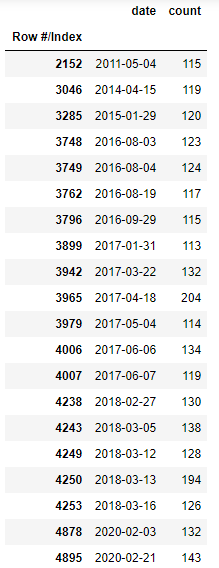 date count
Row #/Index
2152 2011-05-04 115
3046 2014-04-15 119
3285 2015-01-29 120
3748 2016-08-03 123
3749 2016-08-04 124
3762 2016-08-19 117
3796 2016-09-29 115
3899 2017-01-31 113
3942 2017-03-22 132
3965 2017-04-18 204
3979 2017-05-04 114
4006 2017-06-06 134
4007 2017-06-07 119
4238 2018-02-27 130
4243 2018-03-05 138
4249 2018-03-12 128
4250 2018-03-13 194
4253 2018-03-16 126
4878 2020-02-03 132
4895 2020-02-21 143